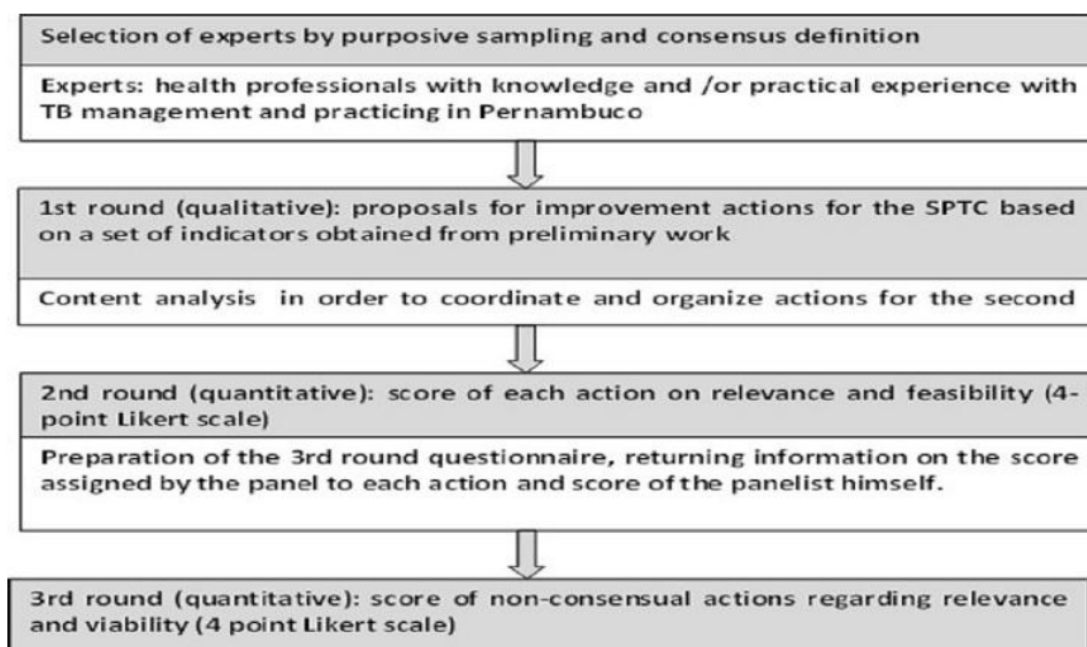 Selection of experts by purposive sampling and consensus definition
Experts: health professionals with knowledge and /or practical experience with
TB management and practicing in Pernambuco
1st round (qualitative): proposals for improvement actions for the SPTC based
on a set of indicators obtained from preliminary work
Content analysis in order to coordinate and organize actions for the second
2nd round (quantitative): score of each action on relevance and feasibility (4-
point Likert scale)
Preparation of the 3rd round questionnaire, returning information on the score
assigned by the panel to each action and score of the panelist himself.
3rd round (quantitative): score of non-consensual actions regarding relevance
and viability (4 point Likert scale)